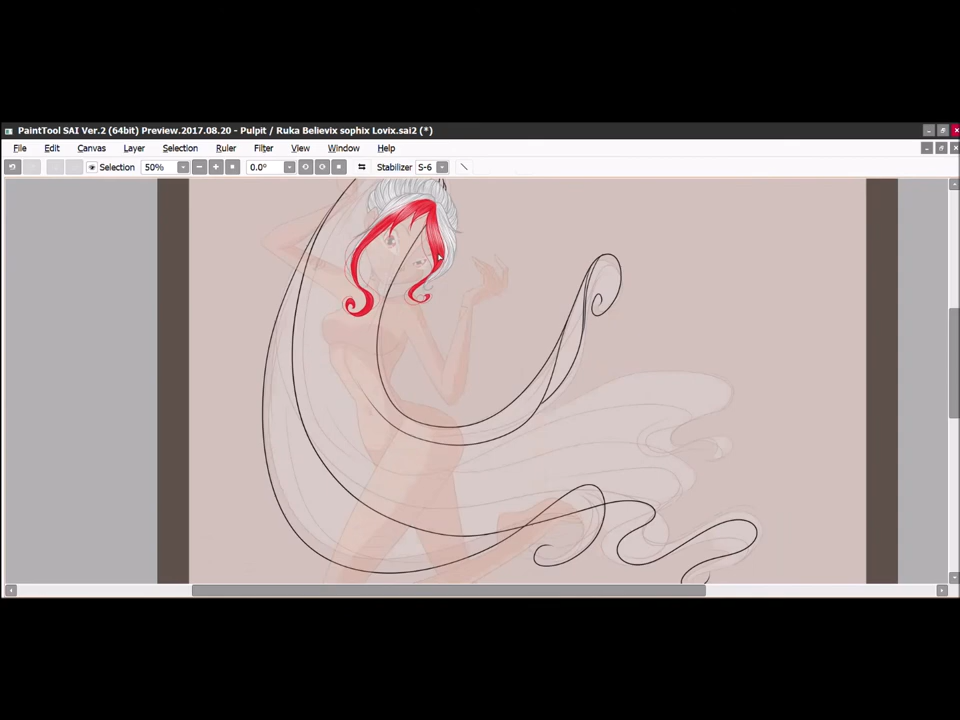 PaintTool SAI Ver.2 (64bit) Preview.2017.08.20 - Pulpit / Ruka Believix sophix Lovix.sai2 (*)
File Edit Canvas Layer Selection Ruler Filter View Window Help
Selection 50% 0.0° Stabilizer S-6